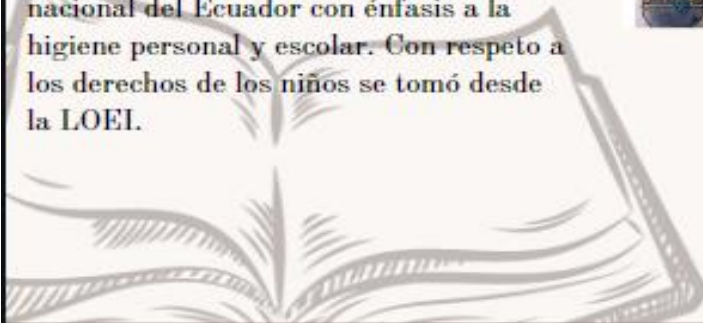 nacional del Ecuador con énfasis a la
higiene personal y escolar. Con respeto a
los derechos de los niños se tomó desde
la LOEI.